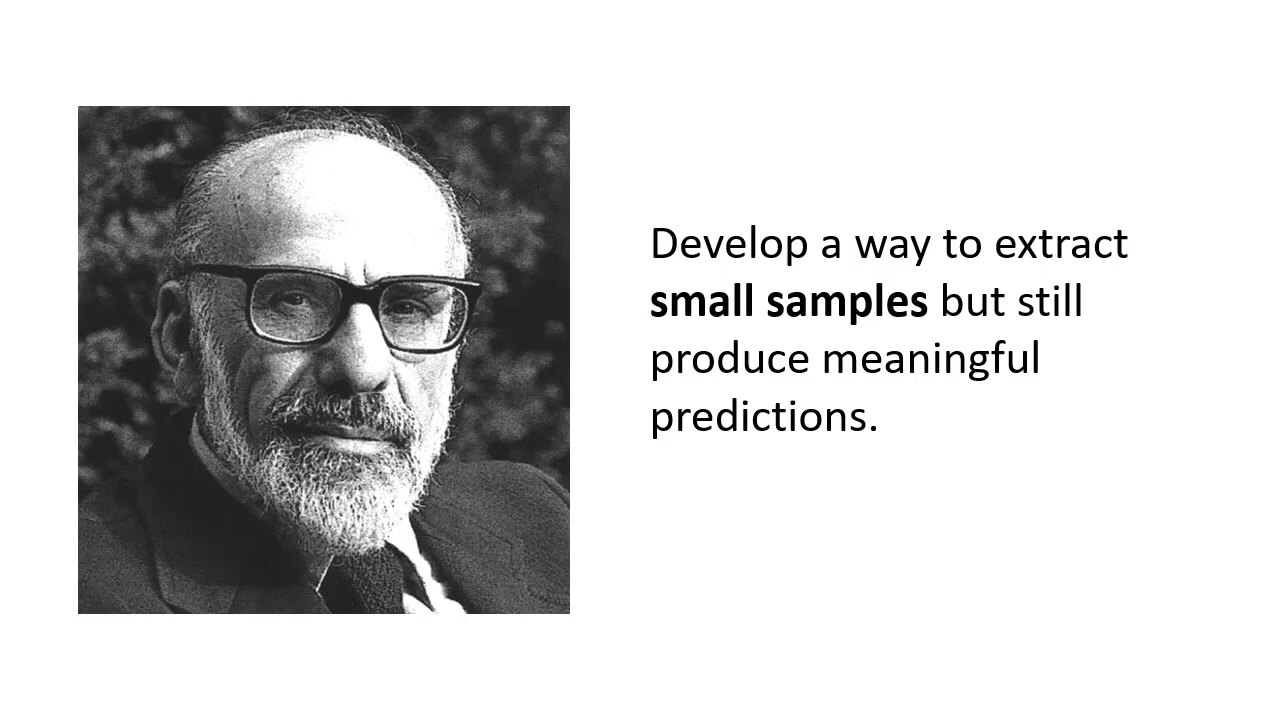 Develop a way to extract
small samples but still
produce meaningful
predictions.